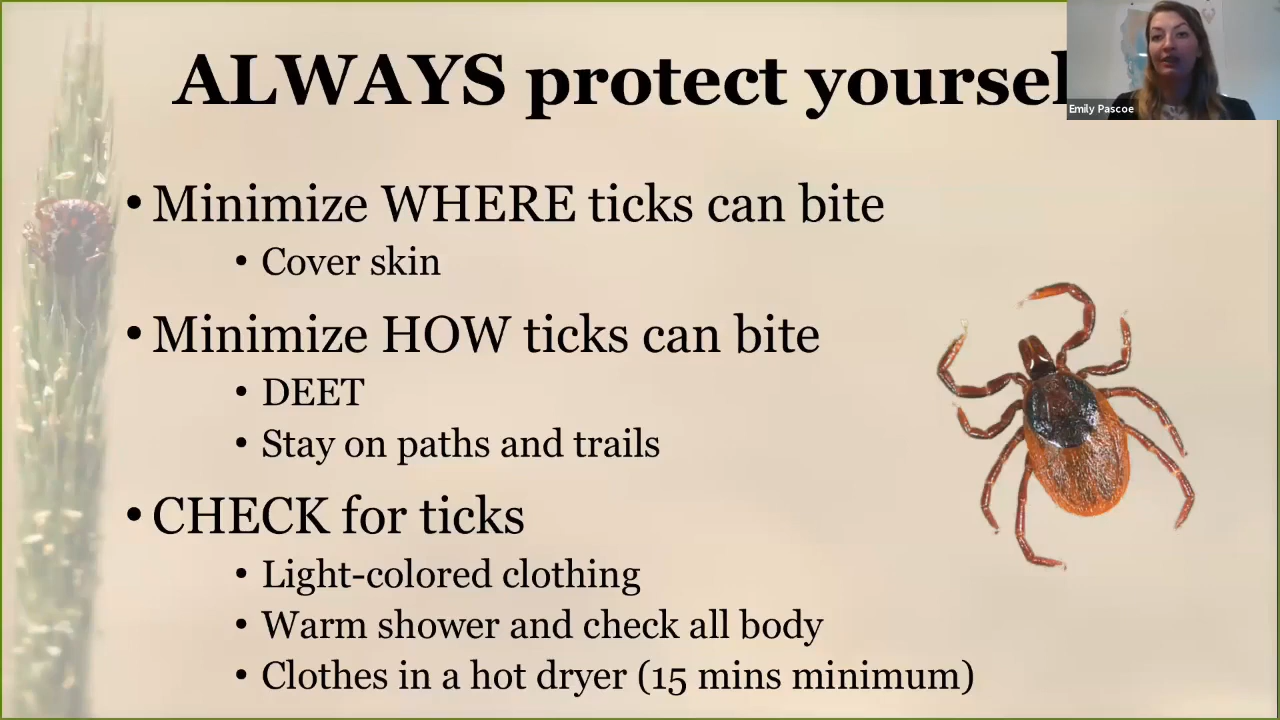 ALWAYS protect yoursel
Emily Pascoe
• Minimize WHERE ticks can bite
• Cover skin
• Minimize HOW ticks can bite
• DEET
• Stay on paths and trails
• CHECK for ticks
• Light-colored clothing
• Warm shower and check all body
• Clothes in a hot dryer (15 mins minimum)